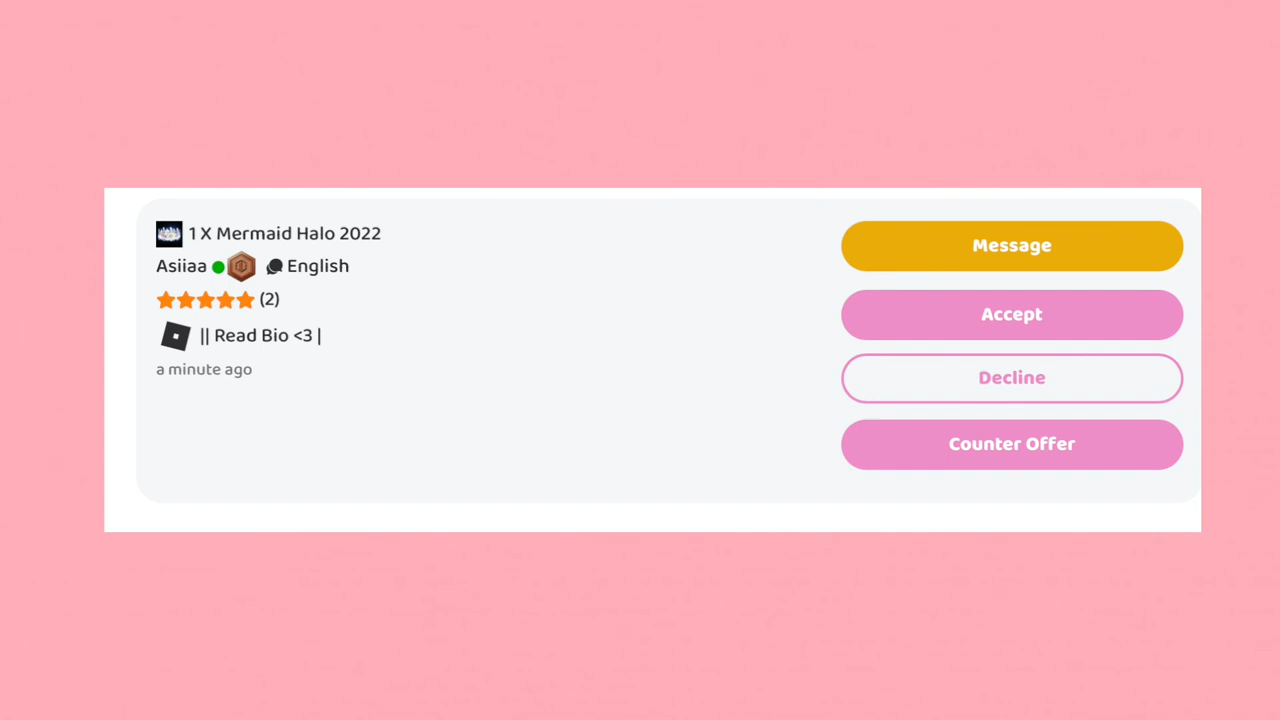 1 X Mermaid Halo 2022
Asiiaa English
(2)
|| Read Bio <3 |
a minute ago
Message
Accept
Decline
Counter Offer